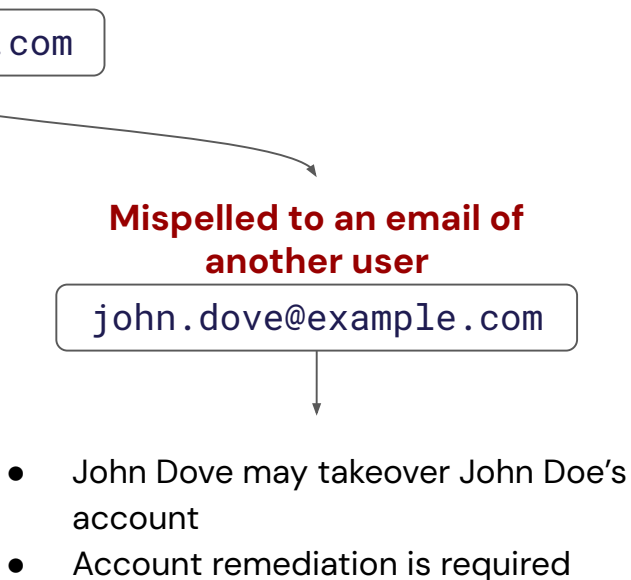 .com
Mispelled to an email of
another user
john.dove@example.com
● John Dove may takeover John Doe's
account
● Account remediation is required